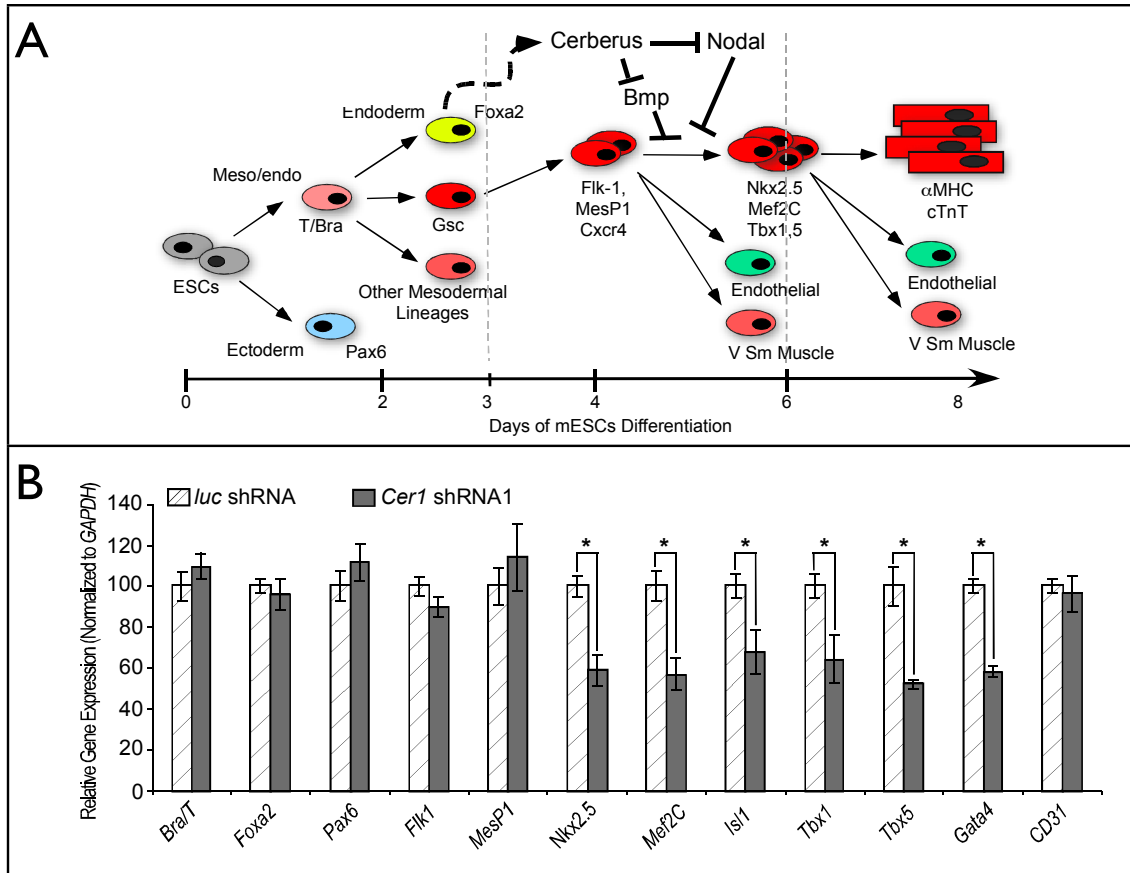 A
Cerberus
Nodal
Endoderm
Foxa2
Bmp
Meso/endo
T/Bra
Gsc
Flk-1,
MesP1
Cxcr4
Nkx2.5
Mef2C
Tbx1,5
αMHC
cTnT
ESCs
Other Mesodermal
Lineages
Endothelial
Endothelial
Ectoderm
Pax6
V Sm Muscle
V Sm Muscle
0 2 3 4 6 8
Days of mESCs Differentiation
B
luc shRNA
Cer1 shRNA1
Relative Gene Expression (Normalized to GAPDH)
140
120
100
80
60
40
20
0
* * * * * *
Bra/T
Foxa2
Pax6
Flk1
MesP1
Nkx2.5
Mef2C
Isl1
Tbx1
Tbx5
Gata4
CD31